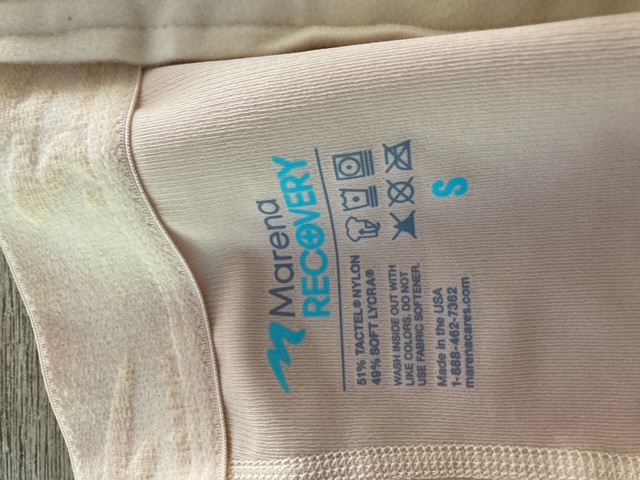 Marena
RECOVERY
51% TACTEL® NYLON
49% SOFT LYCRA®
WASH INSIDE OUT WITH
LIKE COLORS. DO NOT
USE FABRIC SOFTENER.
Made in the USA
1-888-462-7362
marenacares.com
S